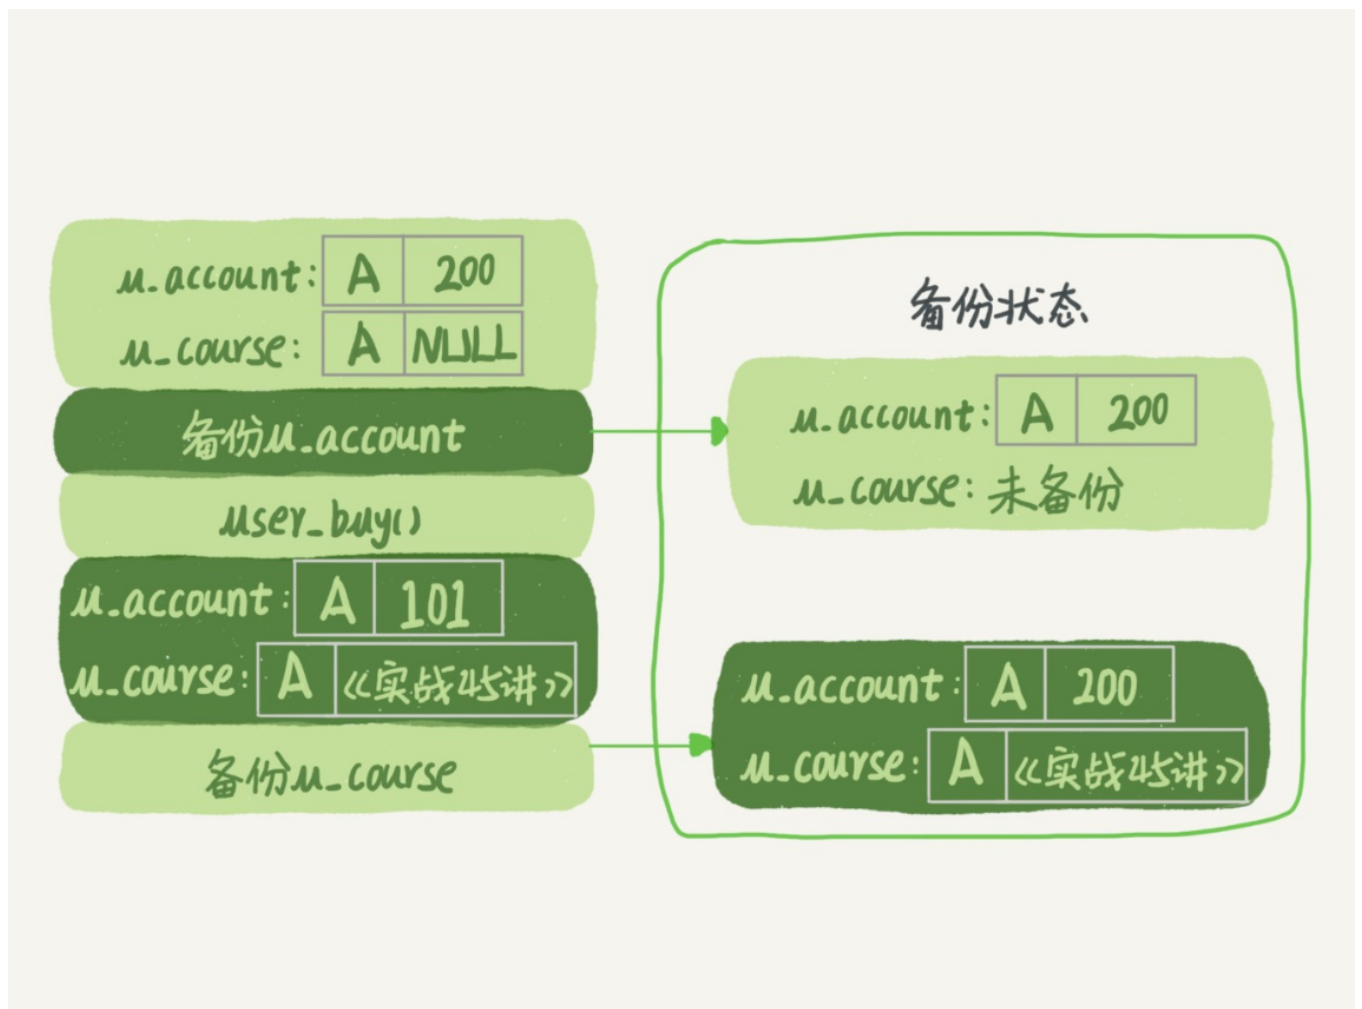 u_account: A 200
u_course: A NULL
备份u_account
user_buy()
u_account: A 101
u_course: A 《实战45讲》
备份u_course
备份状态
u_account: A 200
u_course: 未备份
u_account: A 200
u_course: A 《实战45讲》